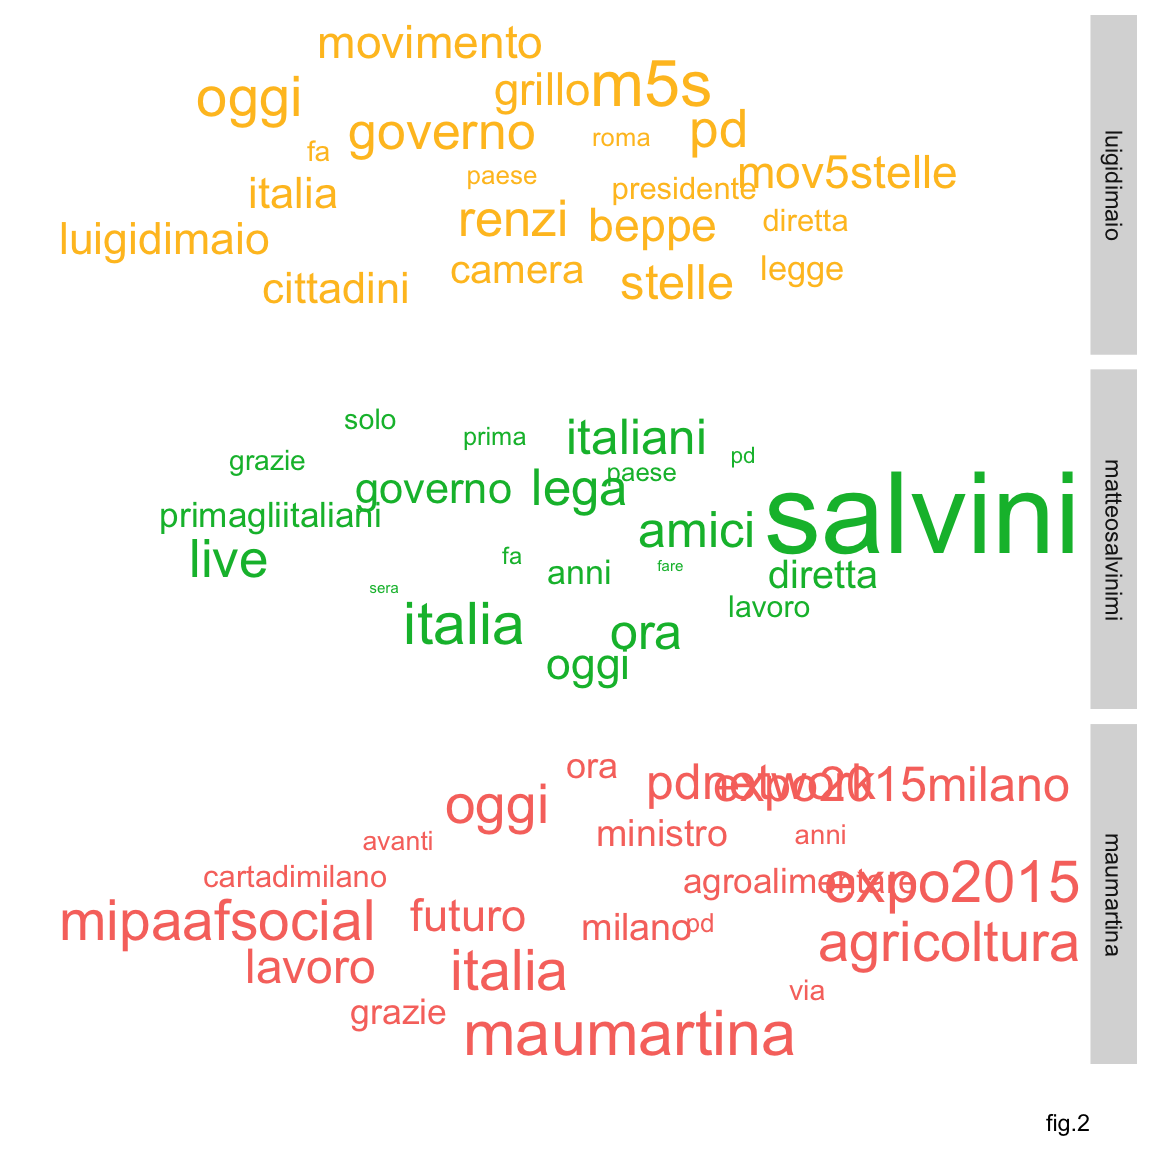 movimento
grillo m5s
oggi
governo
roma
pd
fa
paese
presidente
mov5stelle
italia
luigidimaio
renzi
beppe
diretta
cittadini
camera
stelle
legge
luigidimaio
solo
prima
italiani
grazie
pd
governo
lega
paese
primagliitaliani
salvini
live
amici
fa
anni
fare
diretta
sera
lavoro
italia
ora
oggi
matteosalvinimi
ora
pdnetwork
expo2015milano
oggi
ministro
anni
avanti
cartadimilano
agroalimentare
expo2015
mipaafsocial
futuro
milano
pd
agricoltura
lavoro
italia
via
grazie
maumartina
maumartina
fig.2